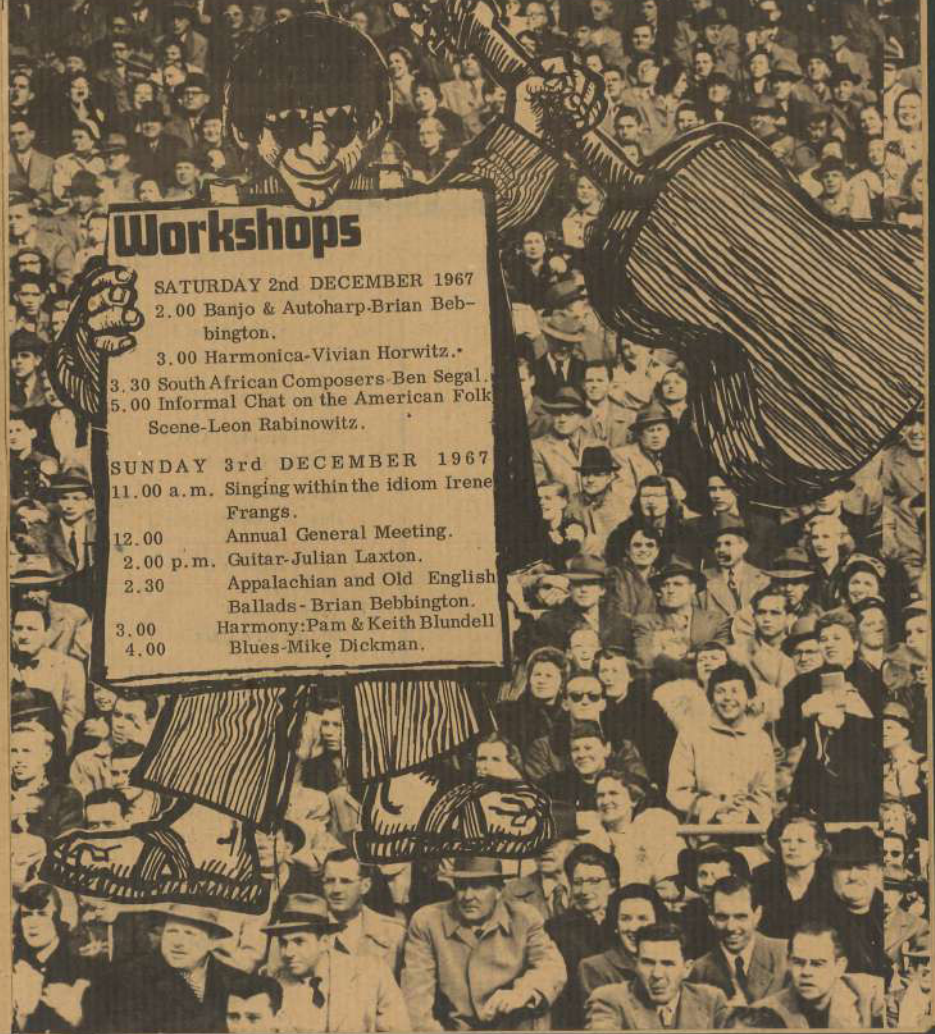 Workshops
SATURDAY 2nd DECEMBER 1967
2.00 Banjo & Autoharp-Brian Beb-
bington.
3.00 Harmonica-Vivian Horwitz.
3.30 South African Composers-Ben Segal.
5.00 Informal Chat on the American Folk
Scene-Leon Rabinowitz.
SUNDAY 3rd DECEMBER 1967
11.00 a.m. Singing within the idiom Irene
Frangs.
12.00 Annual General Meeting.
2.00 p.m. Guitar-Julian Laxton.
2.30 Appalachian and Old English
Ballads - Brian Bebbington.
3.00 Harmony:Pam & Keith Blundell
4.00 Blues-Mike Dickman.